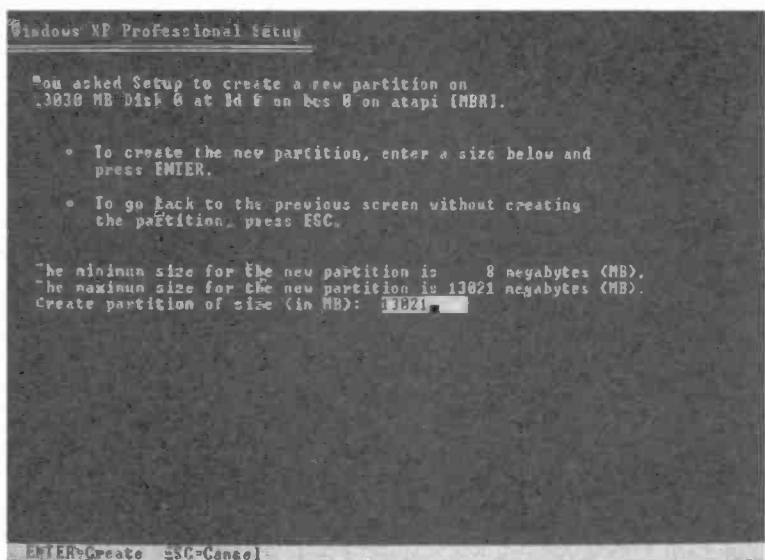 Windows XP Professional Setup
You asked Setup to create a new partition on
13030 MB Disk 0 at Id 0 on bus 0 on atapi [MBR].
• To create the new partition, enter a size below and
press ENTER.
• To go back to the previous screen without creating
the partition, press ESC.
The minimum size for the new partition is 8 megabytes (MB).
The maximum size for the new partition is 13021 megabytes (MB).
Create partition of size (in MB): 13021
ENTER=Create ESC=Cancel